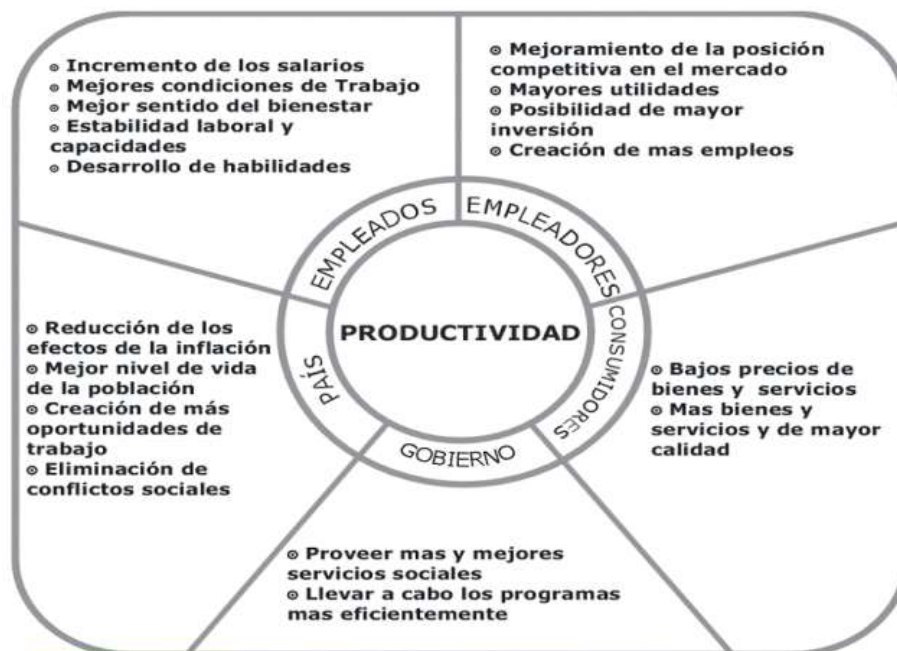 ⊙ Incremento de los salarios
⊙ Mejores condiciones de Trabajo
⊙ Mejor sentido del bienestar
⊙ Estabilidad laboral y
capacidades
⊙ Desarrollo de habilidades
⊙ Mejoramiento de la posición
competitiva en el mercado
⊙ Mayores utilidades
⊙ Posibilidad de mayor
inversión
⊙ Creación de mas empleos
EMPLEADOS
EMPLEADORES
PRODUCTIVIDAD
PAÍS
CONSUMIDORES
GOBIERNO
⊙ Reducción de los
efectos de la inflación
⊙ Mejor nivel de vida
de la población
⊙ Creación de más
oportunidades de
trabajo
⊙ Eliminación de
conflictos sociales
⊙ Bajos precios de
bienes y servicios
⊙ Mas bienes y
servicios y de mayor
calidad
⊙ Proveer mas y mejores
servicios sociales
⊙ Llevar a cabo los programas
mas eficientemente